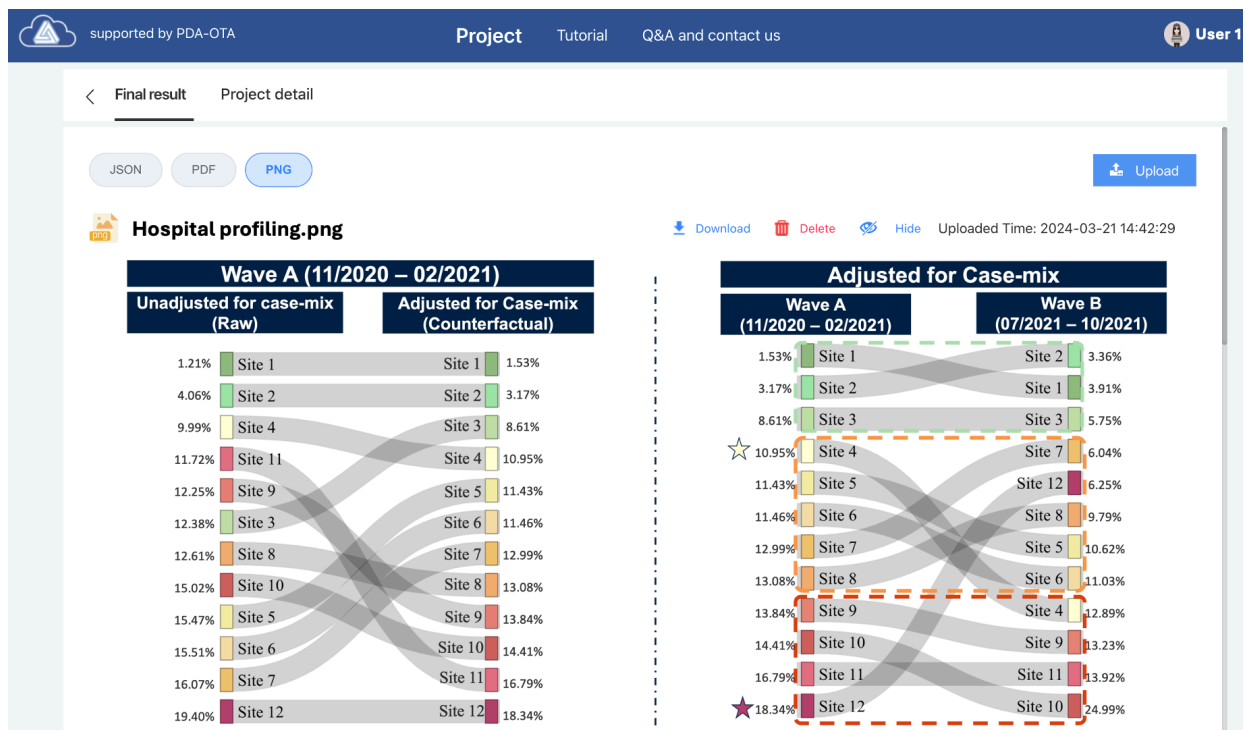 supported by PDA-OTA
Project
Tutorial
Q&A and contact us
User 1
Final result
Project detail
JSON
PDF
PNG
Upload
png
Hospital profiling.png
Download
Delete
Hide
Uploaded Time: 2024-03-21 14:42:29
Wave A (11/2020 – 02/2021)
Unadjusted for case-mix
(Raw)
Adjusted for Case-mix
(Counterfactual)
1.21% Site 1 Site 1 1.53%
4.06% Site 2 Site 2 3.17%
9.99% Site 4 Site 3 8.61%
11.72% Site 11 Site 4 10.95%
12.25% Site 9 Site 5 11.43%
12.38% Site 3 Site 6 11.46%
12.61% Site 8 Site 7 12.99%
15.02% Site 10 Site 8 13.08%
15.47% Site 5 Site 9 13.84%
15.51% Site 6 Site 10 14.41%
16.07% Site 7 Site 11 16.79%
19.40% Site 12 Site 12 18.34%
Adjusted for Case-mix
Wave A
(11/2020 – 02/2021)
Wave B
(07/2021 – 10/2021)
1.53% Site 1 Site 2 3.36%
3.17% Site 2 Site 1 3.91%
8.61% Site 3 Site 3 5.75%
10.95% Site 4 Site 7 6.04%
11.43% Site 5 Site 12 6.25%
11.46% Site 6 Site 8 9.79%
12.99% Site 7 Site 5 10.62%
13.08% Site 8 Site 6 11.03%
13.84% Site 9 Site 4 12.89%
14.41% Site 10 Site 9 13.23%
16.79% Site 11 Site 11 13.92%
18.34% Site 12 Site 10 24.99%